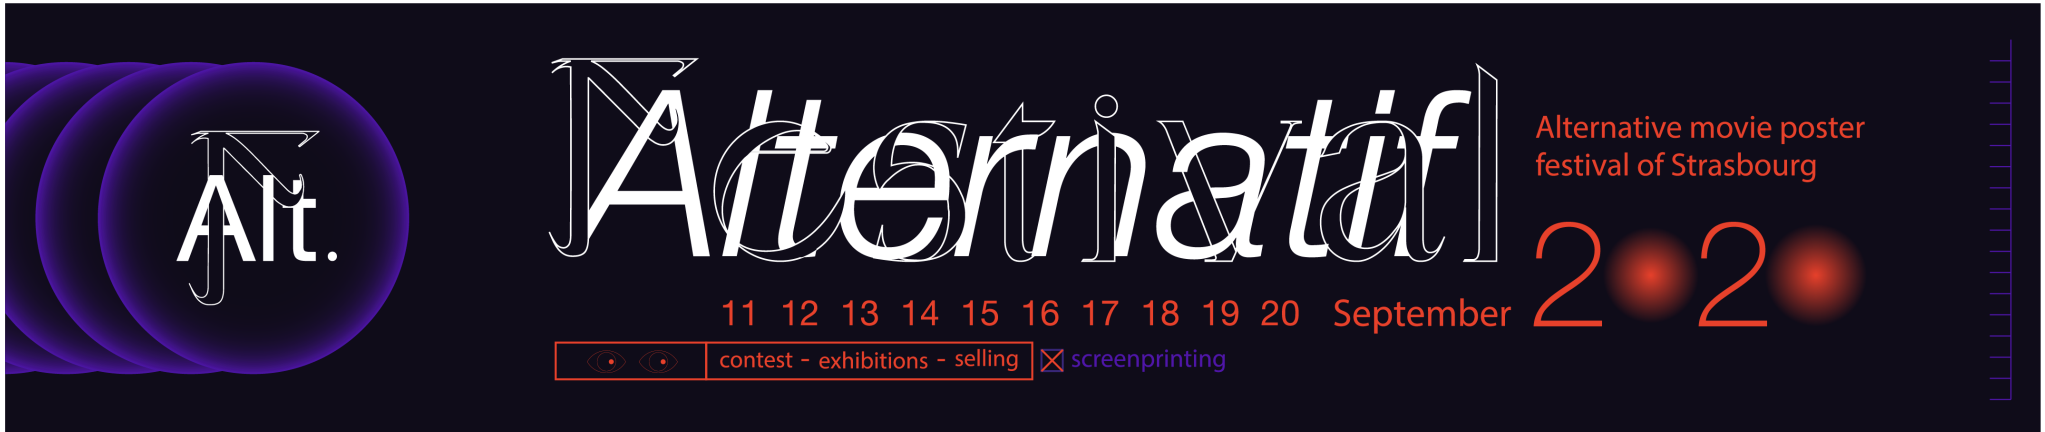 F
Alt.
Festival
Alternatif
Alternative movie poster
festival of Strasbourg
2020
11 12 13 14 15 16 17 18 19 20 September
contest - exhibitions - selling
screenprinting